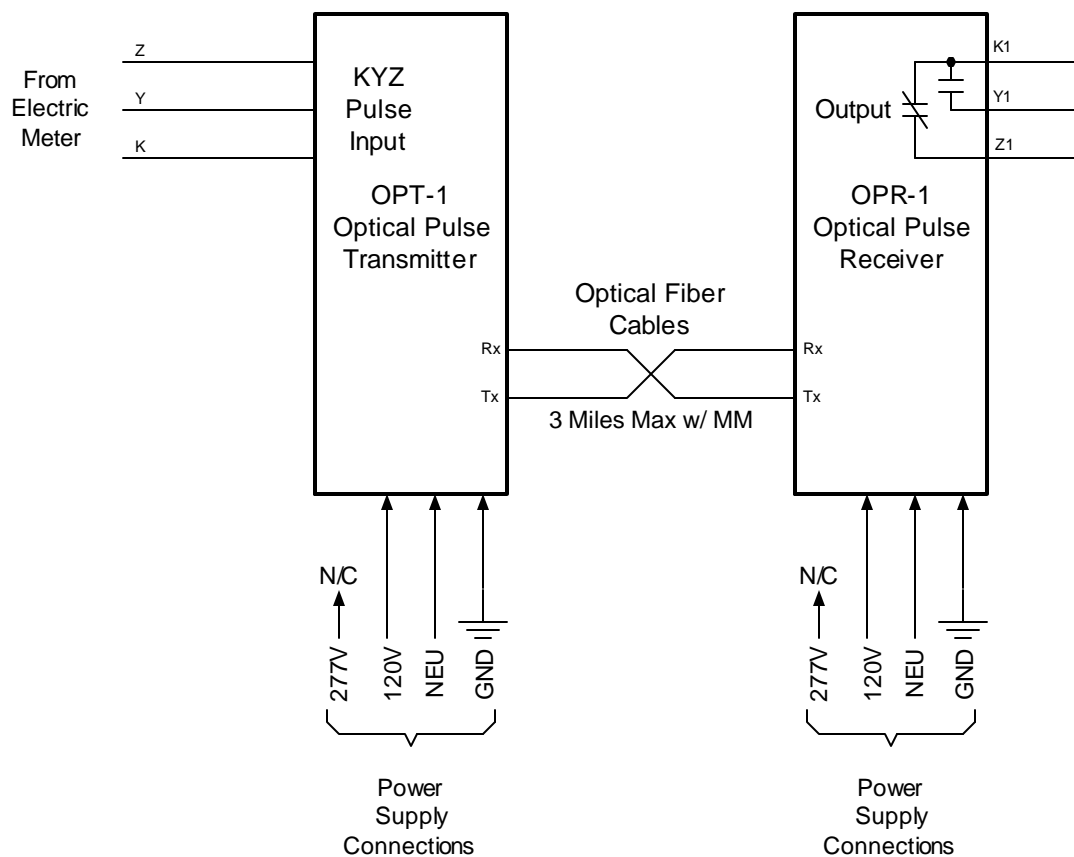 From
Electric
Meter
Z
Y
K
KYZ
Pulse
Input
OPT-1
Optical Pulse
Transmitter
Rx
Tx
Optical Fiber
Cables
3 Miles Max w/ MM
Output
K1
Y1
Z1
OPR-1
Optical Pulse
Receiver
Rx
Tx
N/C
277V
120V
NEU
GND
Power
Supply
Connections
N/C
277V
120V
NEU
GND
Power
Supply
Connections